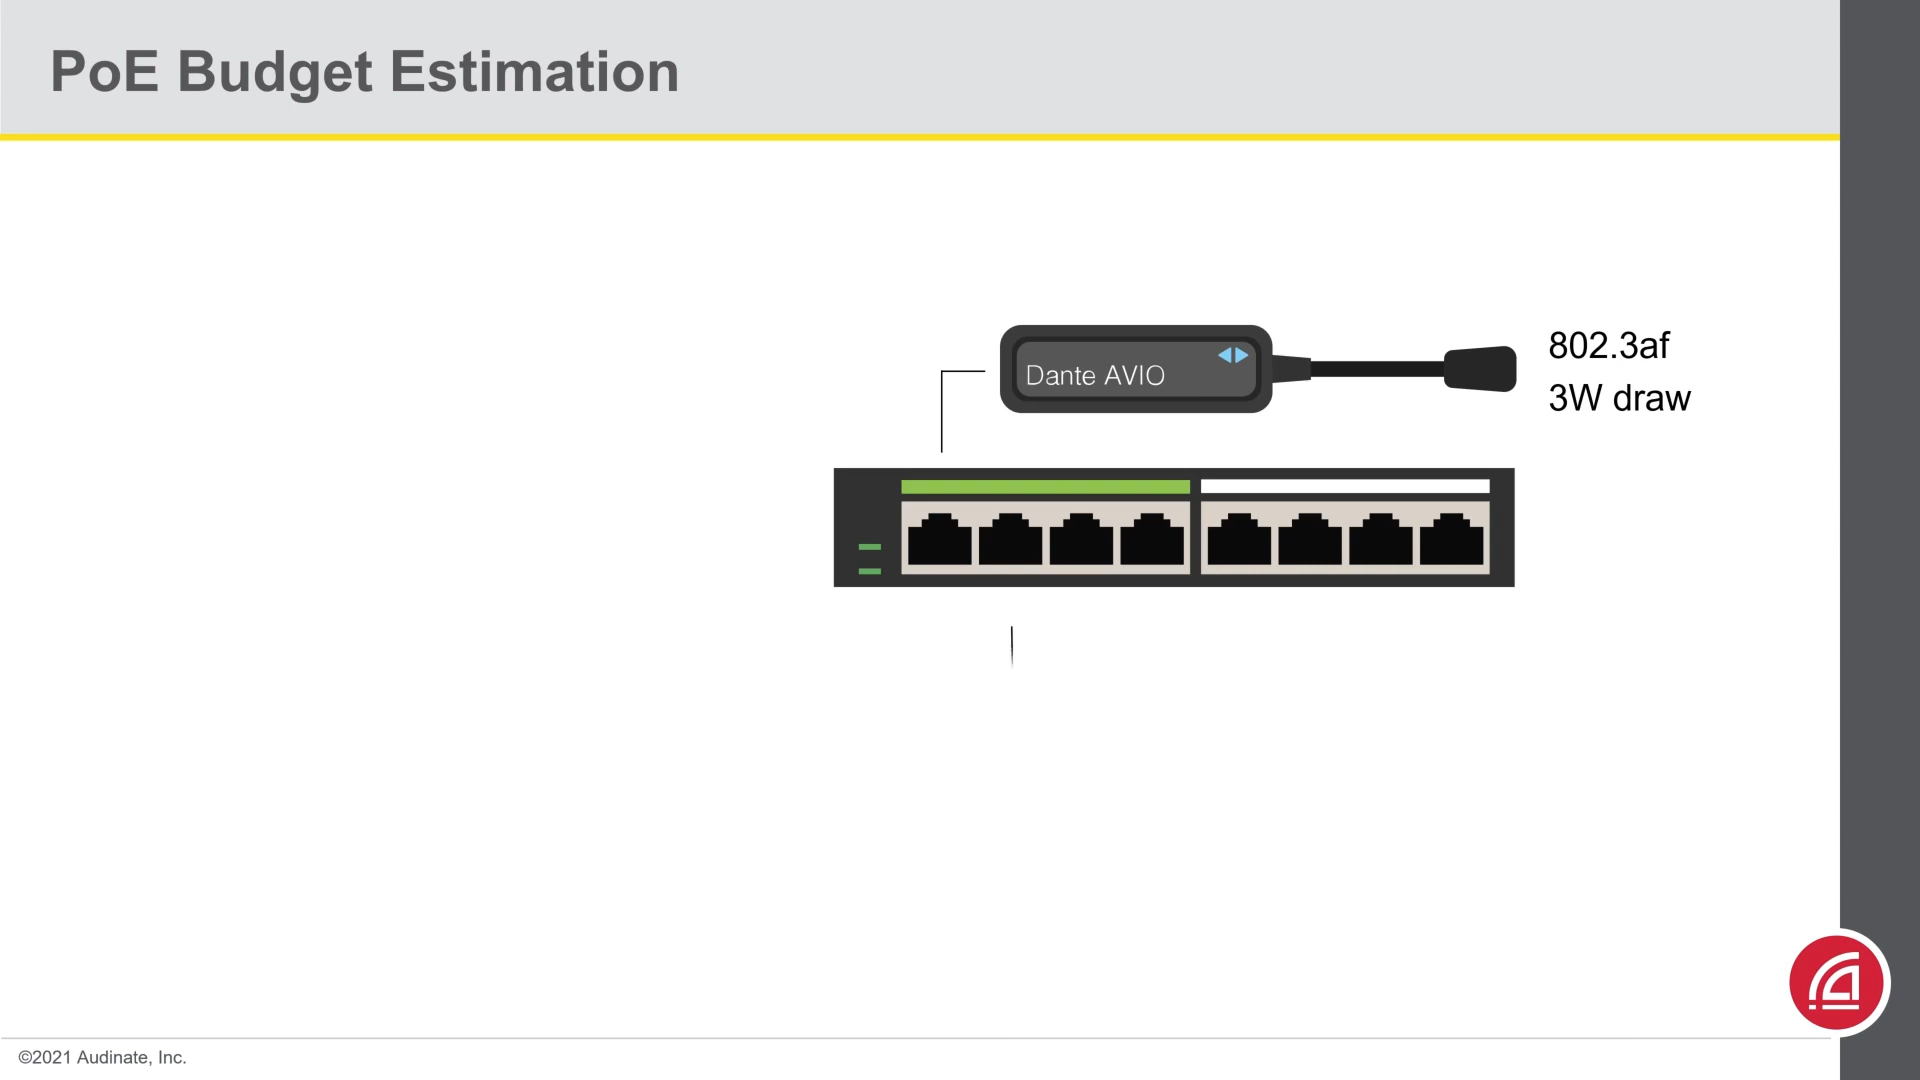 PoE Budget Estimation
Dante AVIO
802.3af
3W draw
©2021 Audinate, Inc.